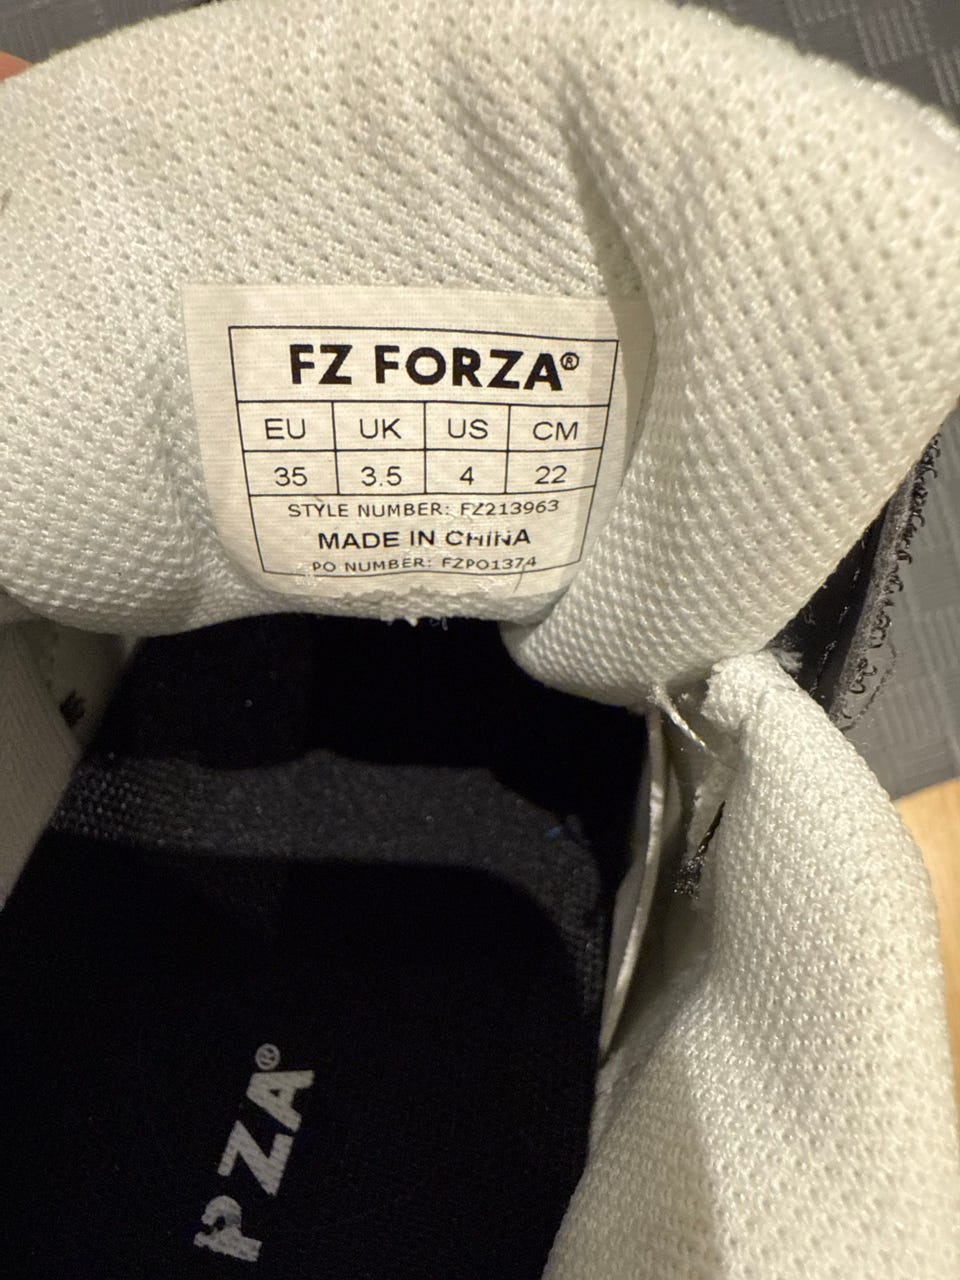 FZ FORZA®
EU UK US CM
35 3.5 4 22
STYLE NUMBER: FZ213963
MADE IN CHINA
PO NUMBER: FZPO1374
RZA®